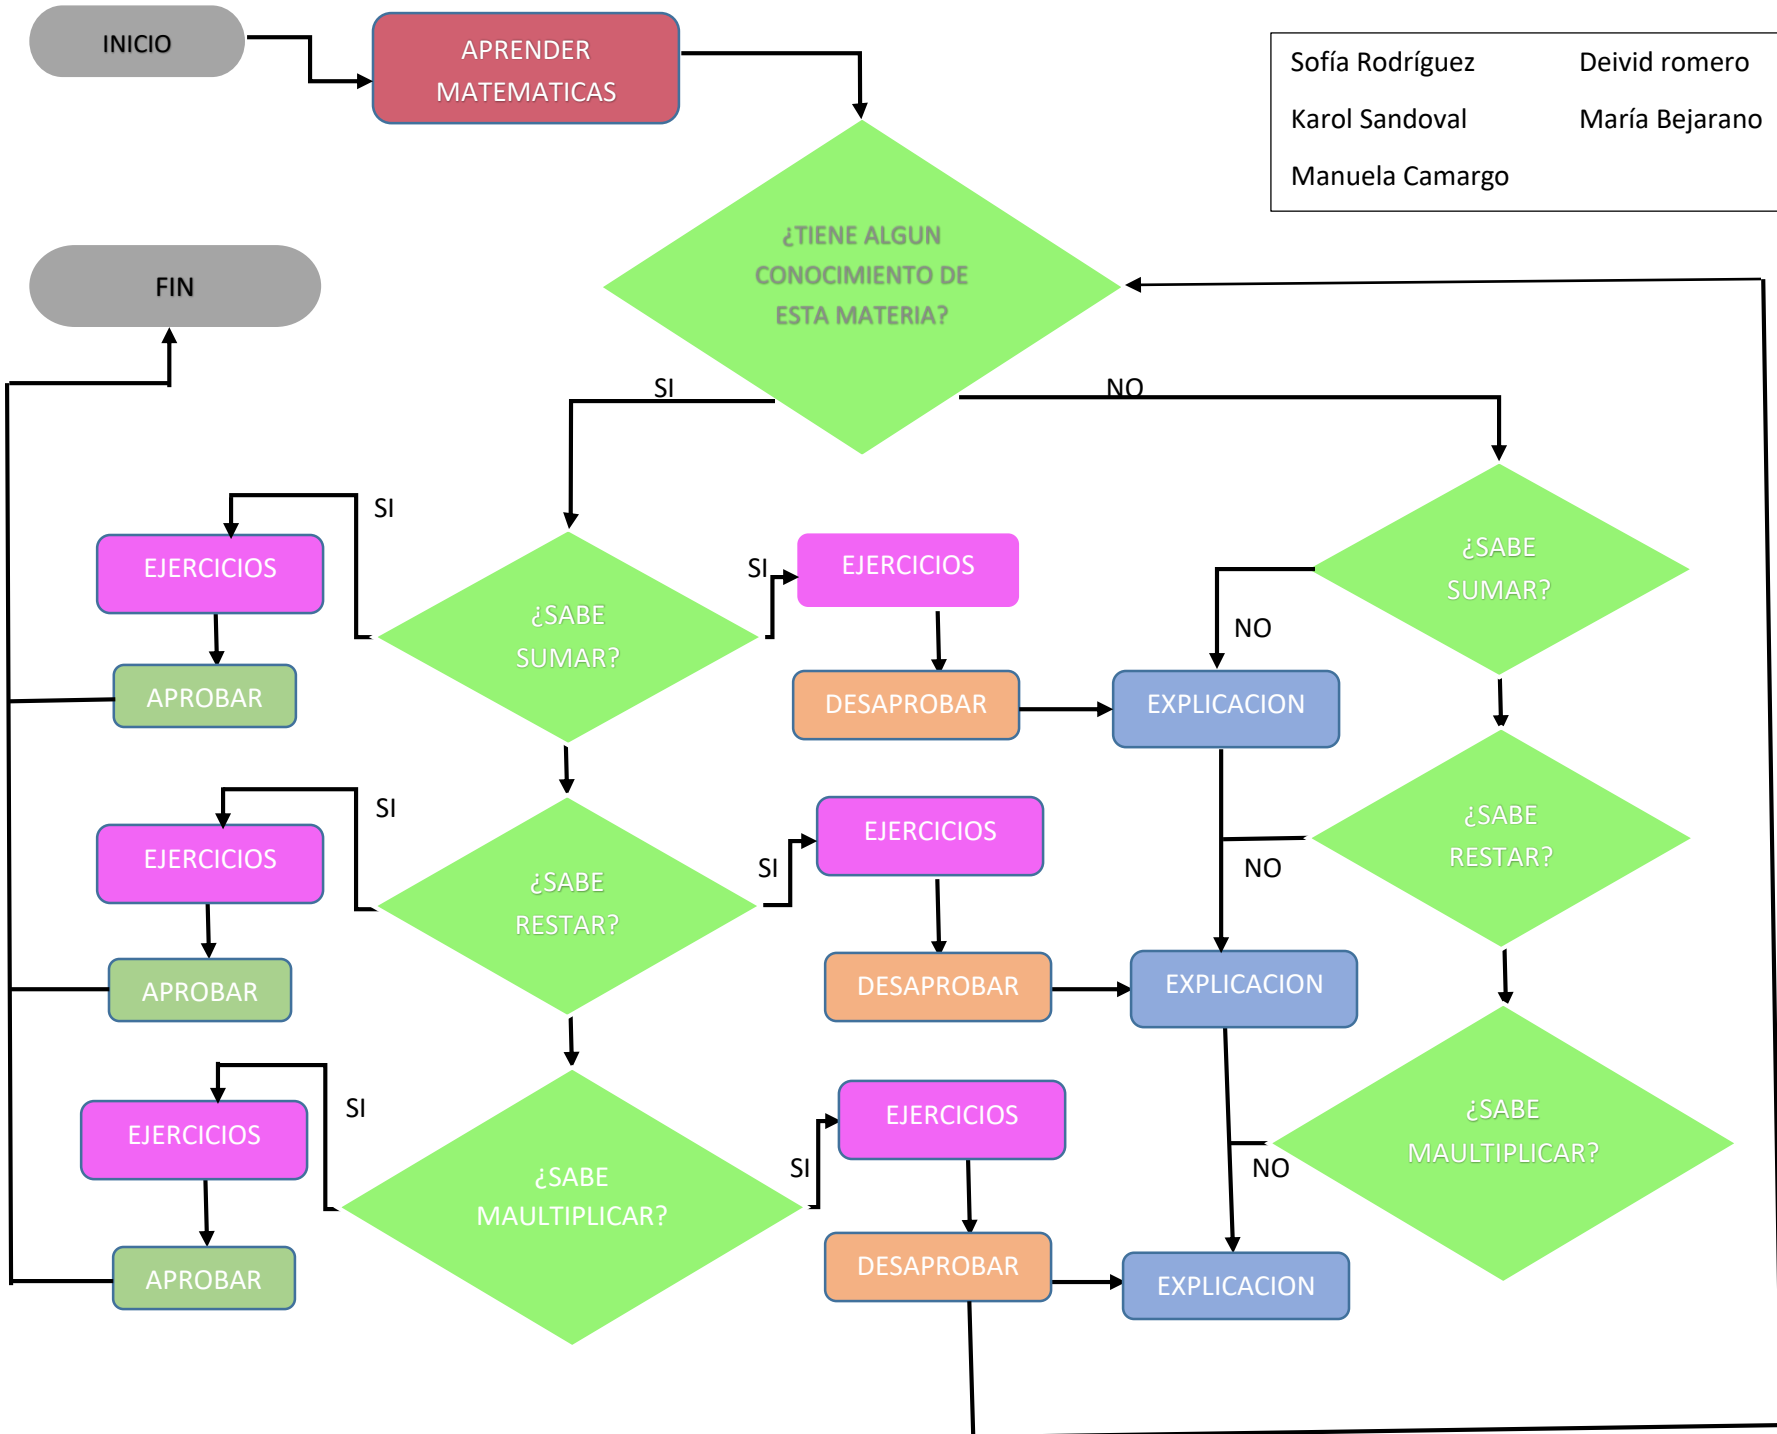 INICIO
APRENDER
MATEMATICAS
Sofía Rodríguez
Deivid romero
Karol Sandoval
María Bejarano
Manuela Camargo
¿TIENE ALGUN
CONOCIMIENTO DE
ESTA MATERIA?
FIN
SI
NO
SI
EJERCICIOS
¿SABE
SUMAR?
SI
EJERCICIOS
¿SABE
SUMAR?
NO
APROBAR
DESAPROBAR
EXPLICACION
SI
EJERCICIOS
¿SABE
RESTAR?
SI
EJERCICIOS
¿SABE
RESTAR?
NO
APROBAR
DESAPROBAR
EXPLICACION
SI
EJERCICIOS
¿SABE
MAULTIPLICAR?
SI
EJERCICIOS
¿SABE
MAULTIPLICAR?
NO
APROBAR
DESAPROBAR
EXPLICACION